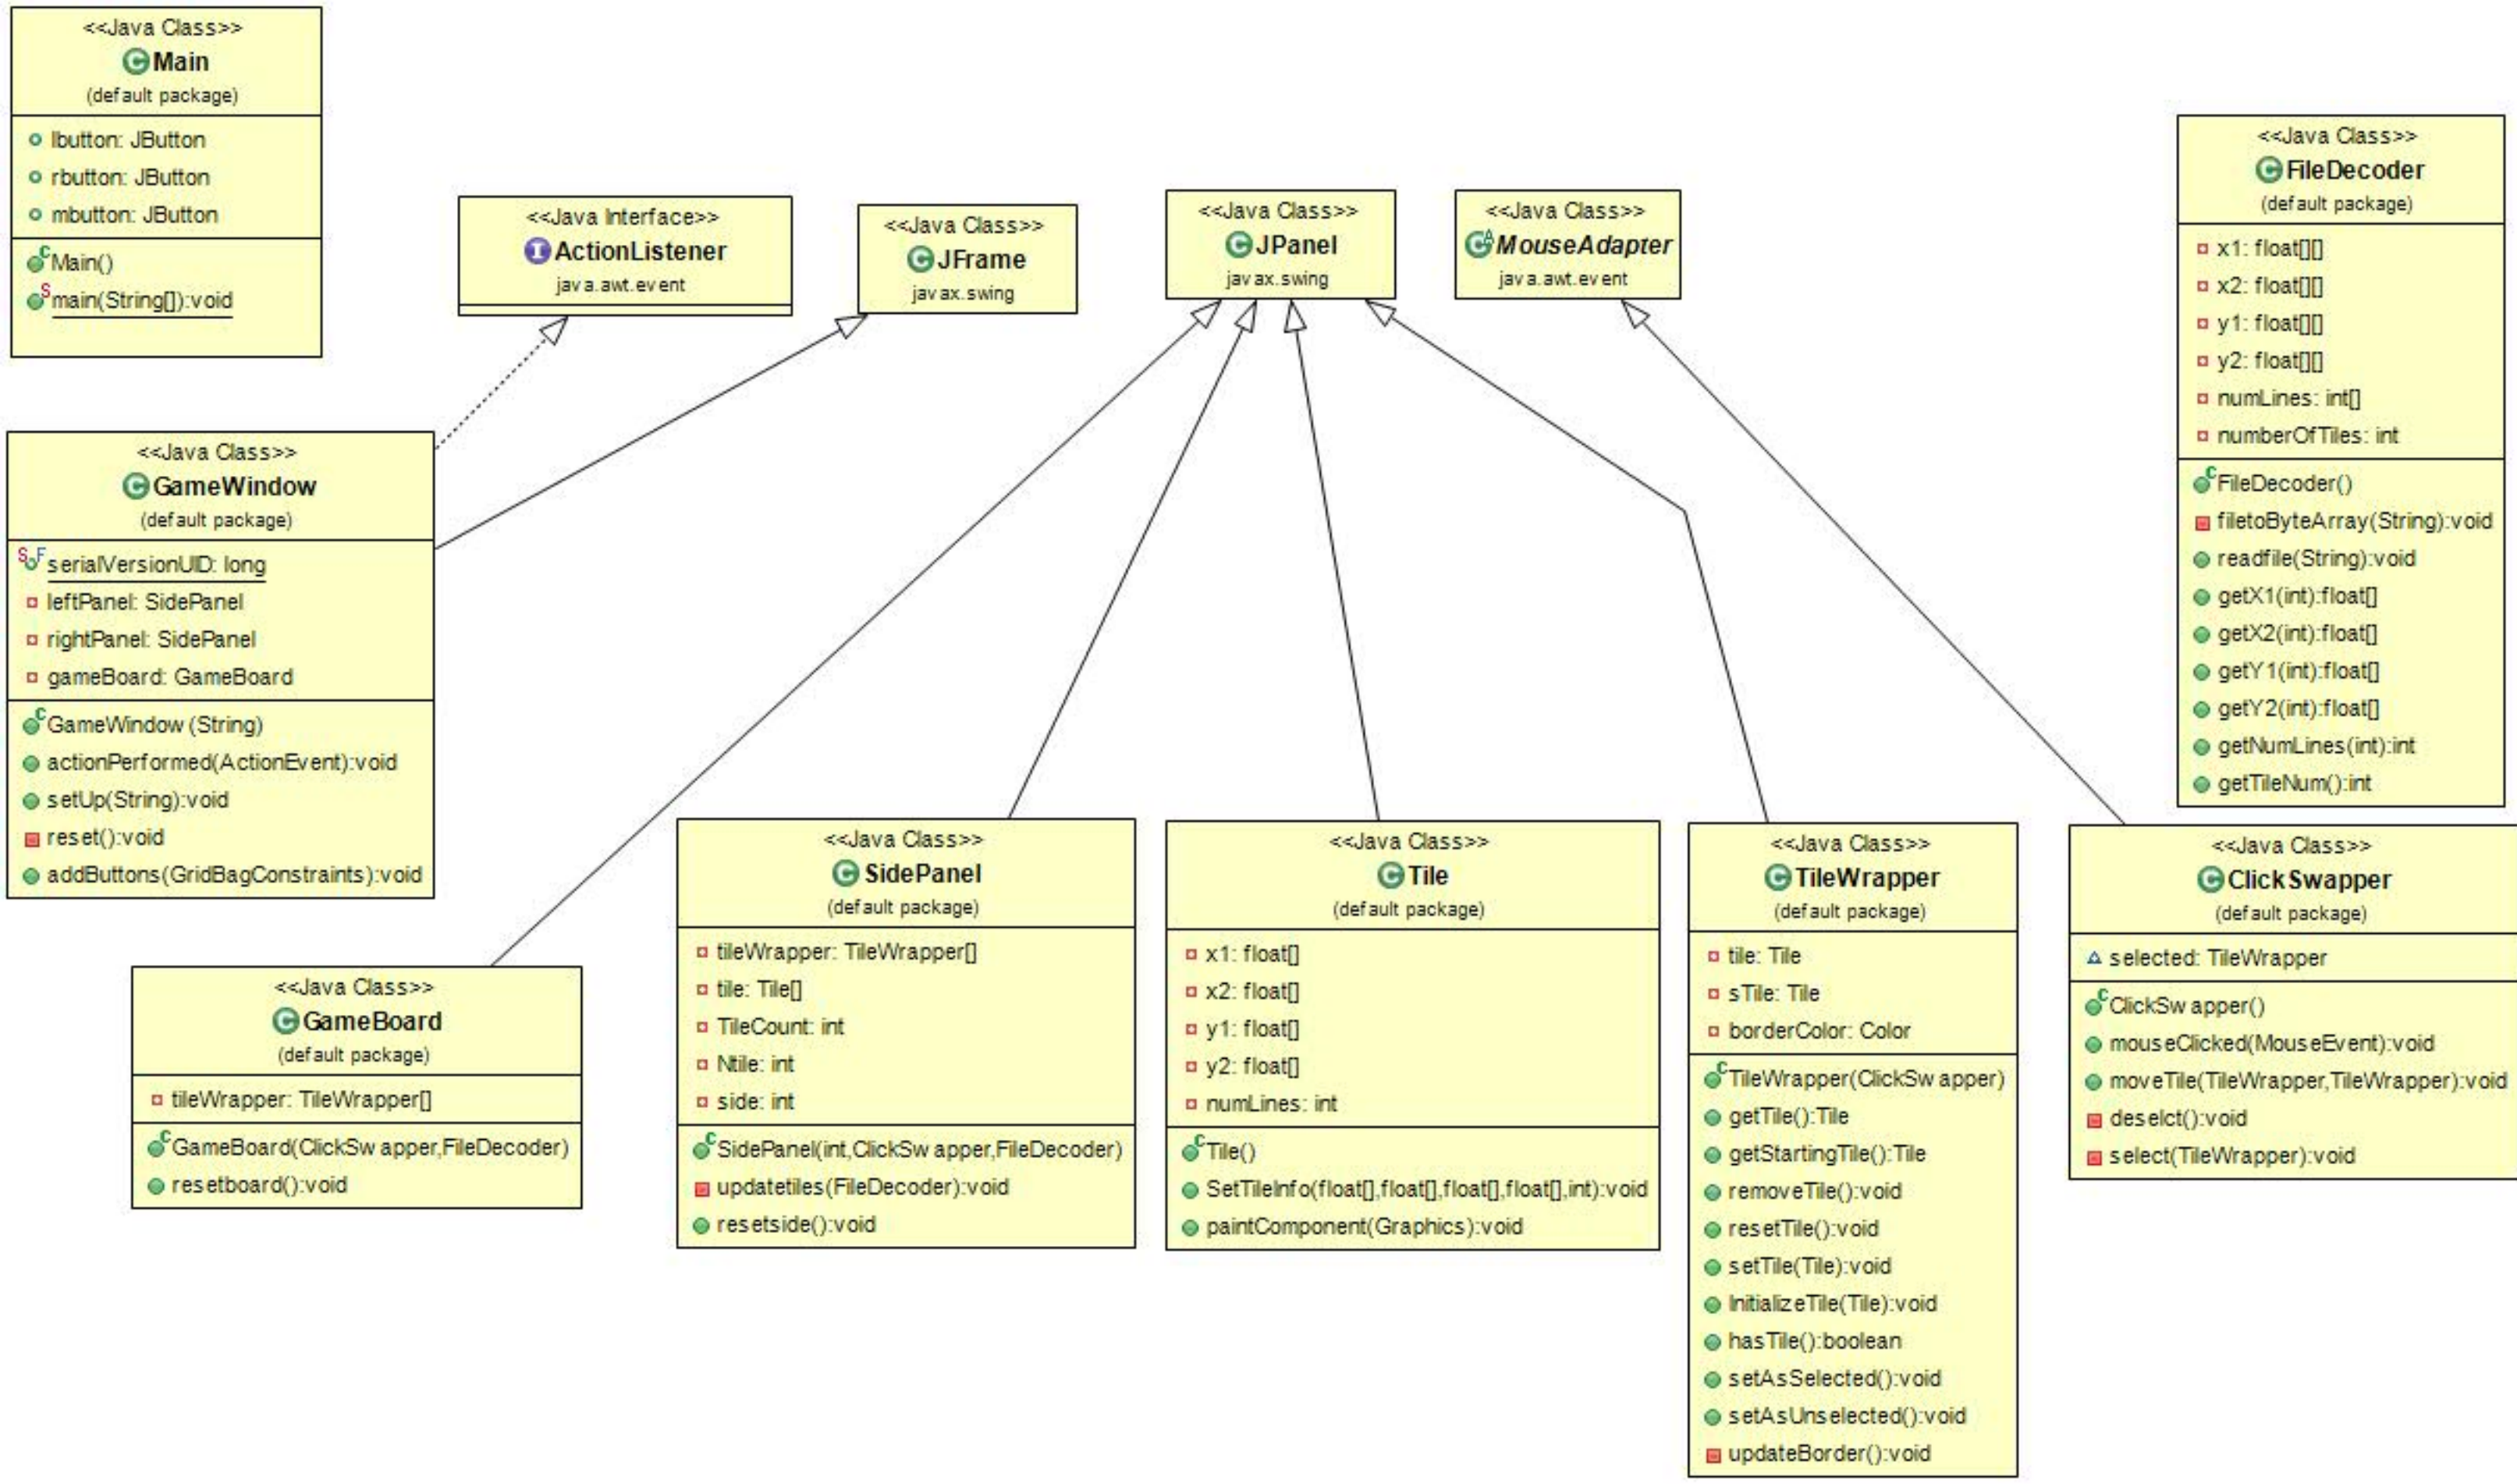 <<Java Class>>
Main
(default package)
lbutton: JButton
rbutton: JButton
mbutton: JButton
Main()
main(String[]):void
<<Java Interface>>
ActionListener
java.awt.event
<<Java Class>>
JFrame
javax.swing
<<Java Class>>
JPanel
javax.swing
<<Java Class>>
MouseAdapter
java.awt.event
<<Java Class>>
FileDecoder
(default package)
x1: float[][]
x2: float[][]
y1: float[][]
y2: float[][]
numLines: int[]
numberOfTiles: int
FileDecoder()
filetoByteArray(String):void
readfile(String):void
getX1(int):float[]
getX2(int):float[]
getY1(int):float[]
getY2(int):float[]
getNumLines(int):int
getTileNum():int
<<Java Class>>
GameWindow
(default package)
serialVersionUID: long
leftPanel: SidePanel
rightPanel: SidePanel
gameBoard: GameBoard
GameWindow(String)
actionPerformed(ActionEvent):void
setUp(String):void
reset():void
addButtons(GridBagConstraints):void
<<Java Class>>
GameBoard
(default package)
tileWrapper: TileWrapper[]
GameBoard(ClickSwapper,FileDecoder)
resetboard():void
<<Java Class>>
SidePanel
(default package)
tileWrapper: TileWrapper[]
tile: Tile[]
TileCount: int
Ntile: int
side: int
SidePanel(int,ClickSwapper,FileDecoder)
updatetiles(FileDecoder):void
resetside():void
<<Java Class>>
Tile
(default package)
x1: float[]
x2: float[]
y1: float[]
y2: float[]
numLines: int
Tile()
SetTileInfo(float[],float[],float[],float[],int):void
paintComponent(Graphics):void
<<Java Class>>
TileWrapper
(default package)
tile: Tile
sTile: Tile
borderColor: Color
TileWrapper(ClickSwapper)
getTile():Tile
getStartingTile():Tile
removeTile():void
resetTile():void
setTile(Tile):void
InitializeTile(Tile):void
hasTile():boolean
setAsSelected():void
setAsUnselected():void
updateBorder():void
<<Java Class>>
ClickSwapper
(default package)
selected: TileWrapper
ClickSwapper()
mouseClicked(MouseEvent):void
moveTile(TileWrapper,TileWrapper):void
deselct():void
select(TileWrapper):void